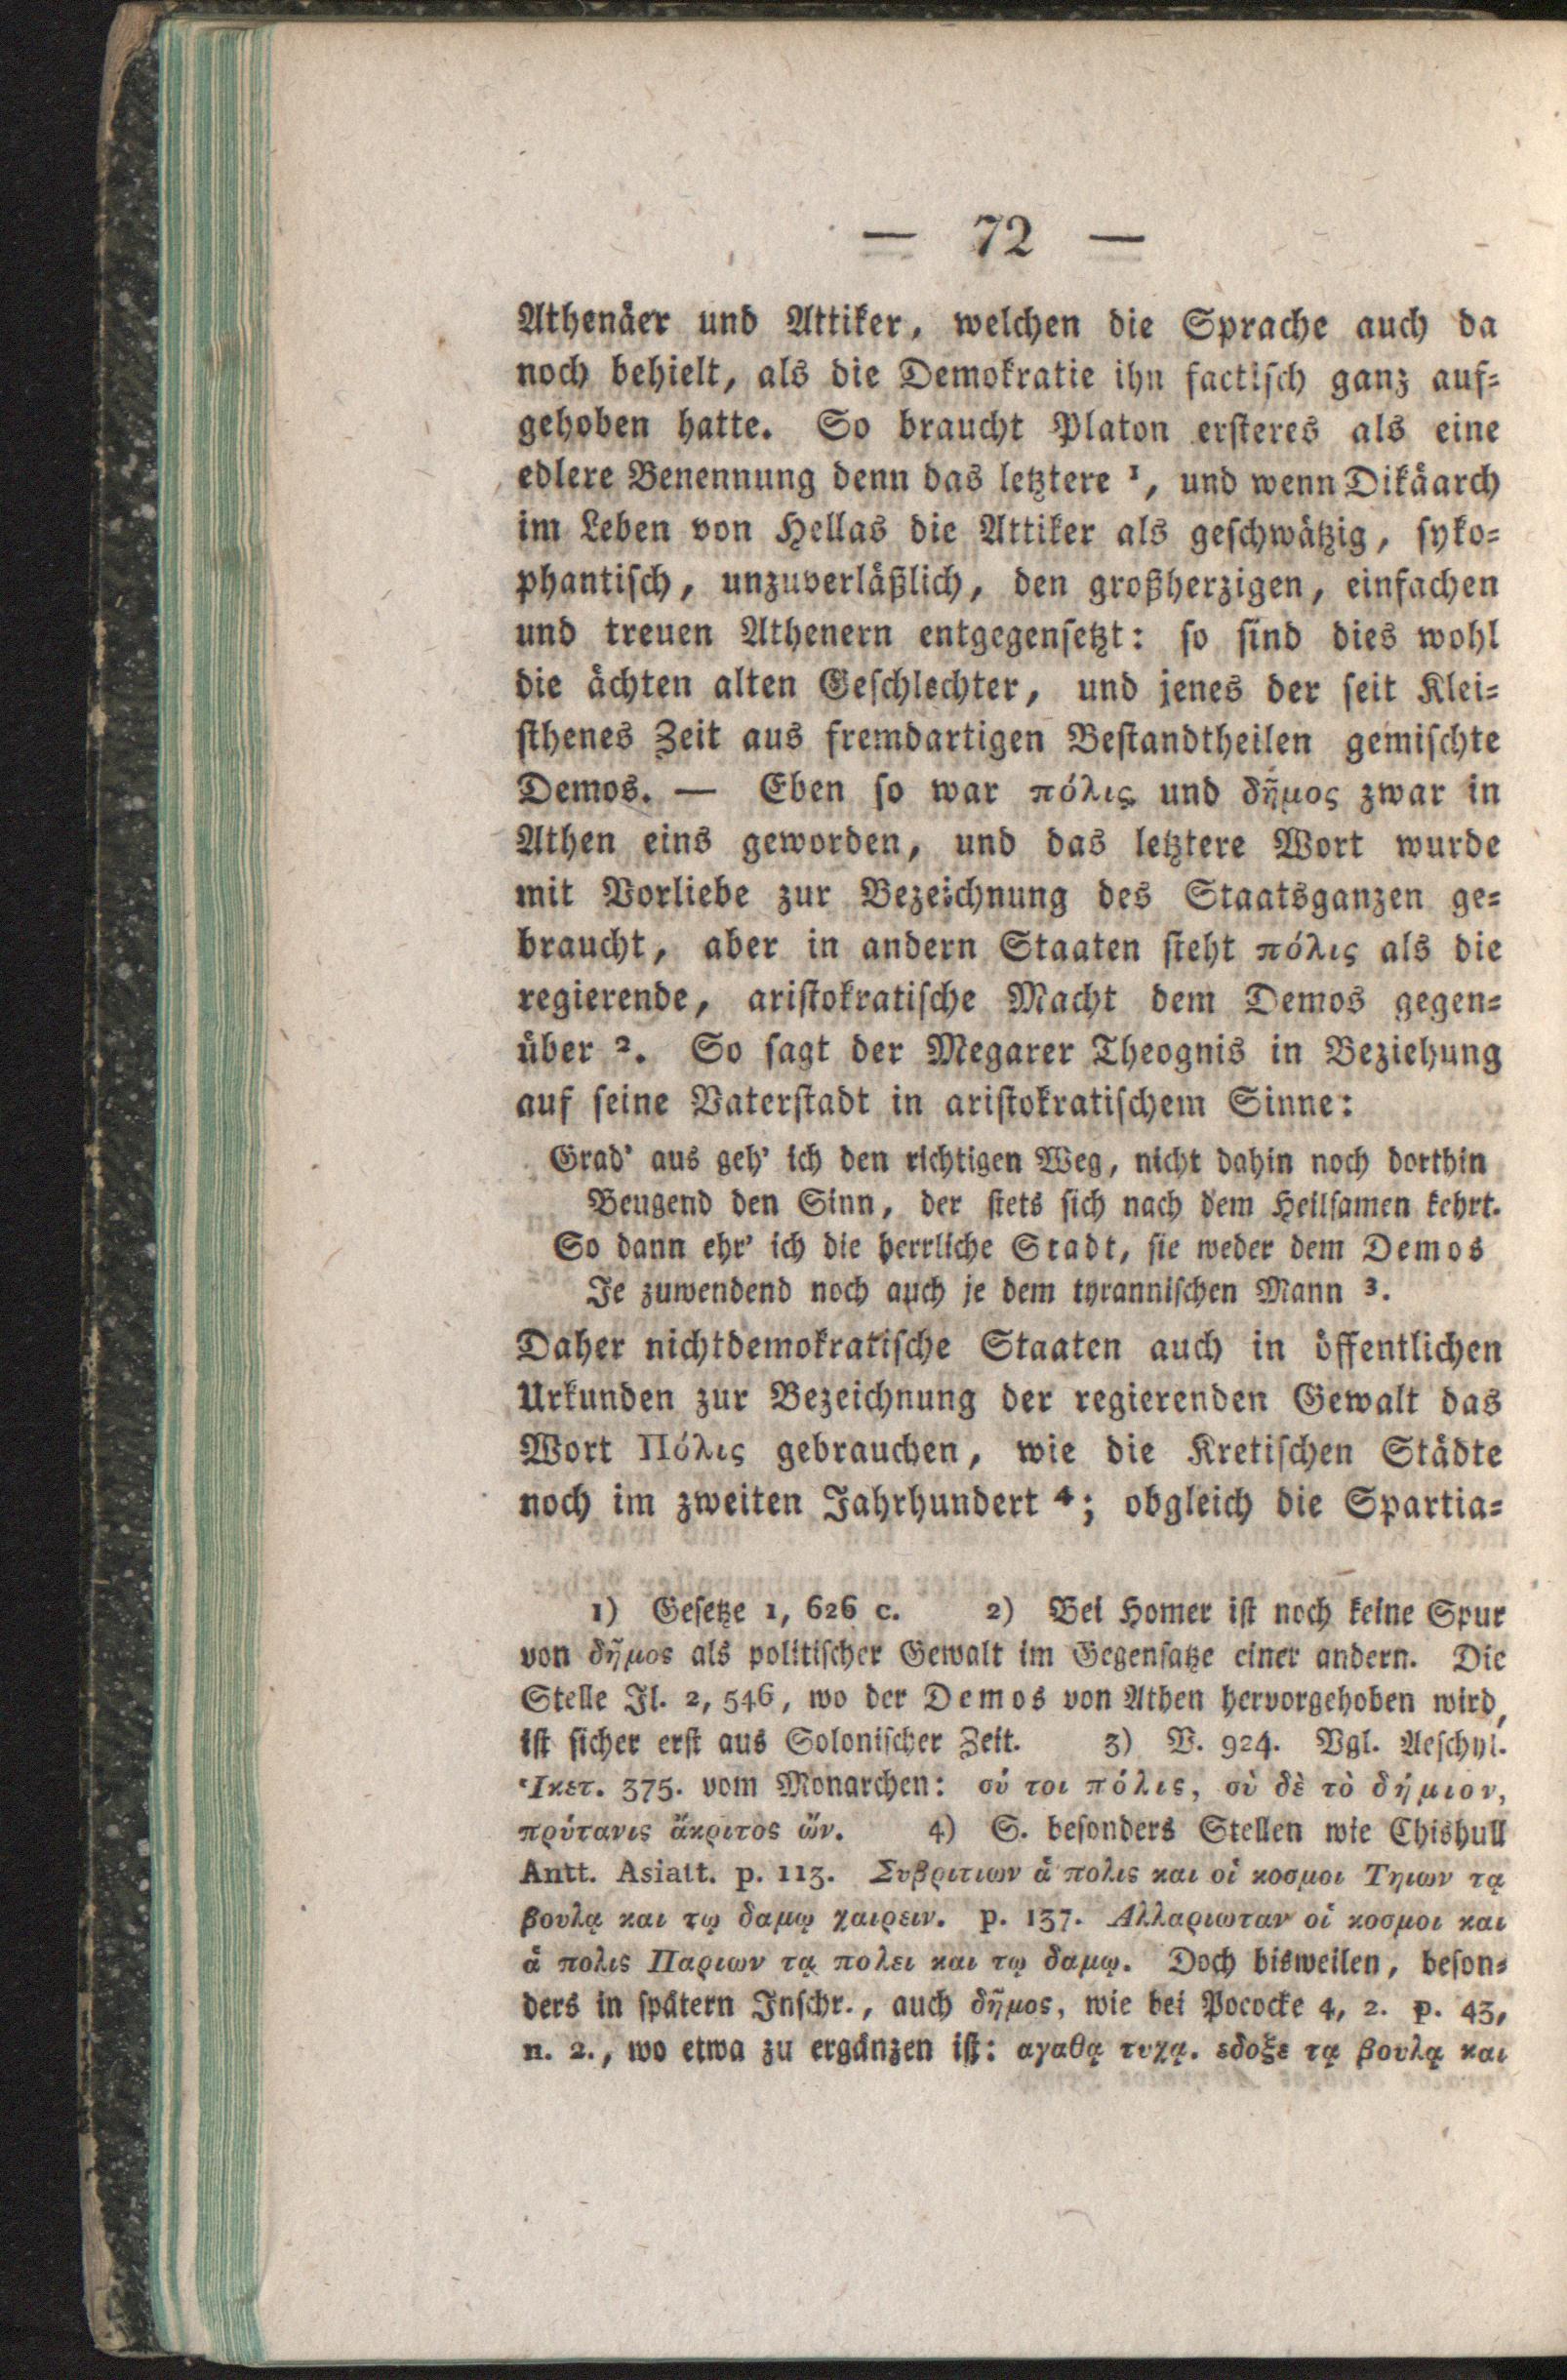 — 72 —
Athenäer und Attiker, welchen die Sprache auch da
noch behielt, als die Demokratie ihn factisch ganz auf-
gehoben hatte. So braucht Platon ersteres als eine
edlere Benennung denn das letztere ¹, und wenn Dikäarch
im Leben von Hellas die Attiker als geschwätzig, syko-
phantisch, unzuverläßlich, den großherzigen, einfachen
und treuen Athenern entgegensetzt: so sind dies wohl
die ächten alten Geschlechter, und jenes der seit Klei-
sthenes Zeit aus fremdartigen Bestandtheilen gemischte
Demos. — Eben so war πόλις und δῆμος zwar in
Athen eins geworden, und das letztere Wort wurde
mit Vorliebe zur Bezeichnung des Staatsganzen ge-
braucht, aber in andern Staaten steht πόλις als die
regierende, aristokratische Macht dem Demos gegen-
über ². So sagt der Megarer Theognis in Beziehung
auf seine Vaterstadt in aristokratischem Sinne:
Grad' aus geh' ich den richtigen Weg, nicht dahin noch dorthin
Beugend den Sinn, der stets sich nach dem Heilsamen kehrt.
So dann ehr' ich die herrliche Stadt, sie weder dem Demos
Je zuwendend noch auch je dem tyrannischen Mann ³.
Daher nichtdemokratische Staaten auch in öffentlichen
Urkunden zur Bezeichnung der regierenden Gewalt das
Wort Πόλις gebrauchen, wie die Kretischen Städte
noch im zweiten Jahrhundert ⁴; obgleich die Spartia-
1) Gesetze 1, 626 c. 2) Bei Homer ist noch keine Spur
von δῆμος als politischer Gewalt im Gegensatze einer andern. Die
Stelle Il. 2, 546, wo der Demos von Athen hervorgehoben wird,
ist sicher erst aus Solonischer Zeit. 3) V. 924. Vgl. Aeschyl.
Ἱκετ. 375. vom Monarchen: σύ τοι πόλις, σὺ δὲ τὸ δήμιον,
πρύτανις ἄκριτος ὤν. 4) S. besonders Stellen wie Chishull
Antt. Asiatt. p. 113. Συβριτιων ἁ πολις και οἱ κοσμοι Τηιων τᾳ
βουλᾳ και τῳ δαμῳ χαιρειν. p. 137. Αλλαριωταν οἱ κοσμοι και
ἁ πολις Παριων τᾳ πολει και τῳ δαμῳ. Doch bisweilen, beson-
ders in spätern Inschr., auch δῆμος, wie bei Pococke 4, 2. p. 43,
n. 2., wo etwa zu ergänzen ist: αγαθᾳ τυχᾳ. εδοξε τᾳ βουλᾳ και